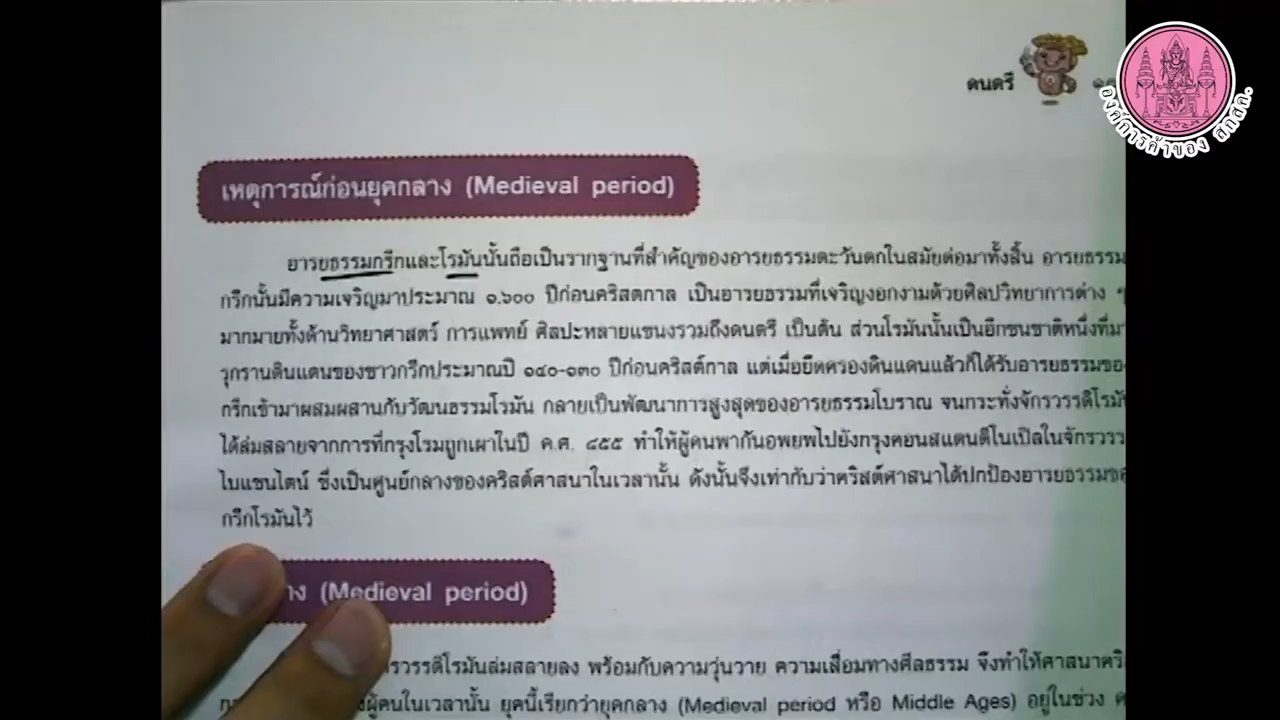 ดนตรี
องค์การค้าของ สกสค.
เหตุการณ์ก่อนยุคกลาง (Medieval period)
อารยธรรมกรีกและโรมันนั้นถือเป็นรากฐานที่สำคัญของอารยธรรมตะวันตกในสมัยต่อมาทั้งสิ้น อารยธรรม
กรีกนั้นมีความเจริญมาประมาณ ๑,๖๐๐ ปีก่อนคริสตกาล เป็นอารยธรรมที่เจริญงอกงามด้วยศิลปวิทยาการต่าง ๆ
มากมายทั้งด้านวิทยาศาสตร์ การแพทย์ ศิลปะหลายแขนงรวมถึงดนตรี เป็นต้น ส่วนโรมันนั้นเป็นอีกชนชาติหนึ่งที่มา
รุกรานดินแดนของชาวกรีกประมาณปี ๑๔๐-๑๓๐ ปีก่อนคริสต์กาล แต่เมื่อยึดครองดินแดนแล้วก็ได้รับอารยธรรมของ
กรีกเข้ามาผสมผสานกับวัฒนธรรมโรมัน กลายเป็นพัฒนาการสูงสุดของอารยธรรมโบราณ จนกระทั่งจักรวรรดิโรมัน
ได้ล่มสลายจากการที่กรุงโรมถูกเผาในปี ค.ศ. ๔๕๕ ทำให้ผู้คนพากันอพยพไปยังกรุงคอนสแตนติโนเปิลในจักรวรร
ไบแซนไตน์ ซึ่งเป็นศูนย์กลางของคริสต์ศาสนาในเวลานั้น ดังนั้นจึงเท่ากับว่าคริสต์ศาสนาได้ปกป้องอารยธรรมขอ
กรีกโรมันไว้
าง (Medieval period)
รวรรดิโรมันล่มสลายลง พร้อมกับความวุ่นวาย ความเสื่อมทางศีลธรรม จึงทำให้ศาสนาคริ
ผู้คนในเวลานั้น ยุคนี้เรียกว่ายุคกลาง (Medieval period หรือ Middle Ages) อยู่ในช่วง ค